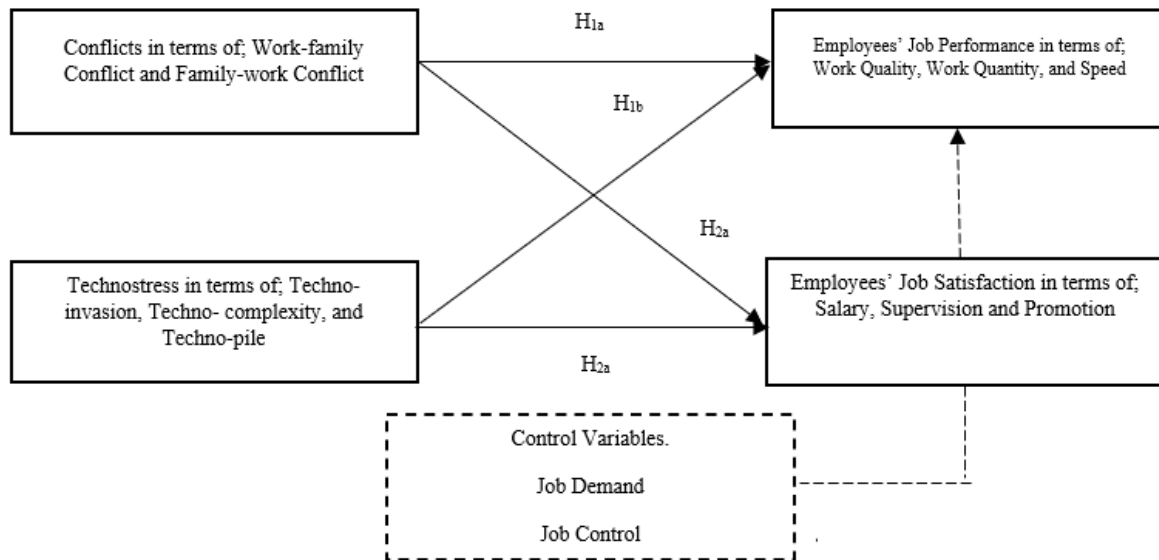 H1a
Conflicts in terms of; Work-family
Conflict and Family-work Conflict
Employees’ Job Performance in terms of;
Work Quality, Work Quantity, and Speed
H1b
H2a
Technostress in terms of; Techno-
invasion, Techno- complexity, and
Techno-pile
Employees’ Job Satisfaction in terms of;
Salary, Supervision and Promotion
H2a
Control Variables.
Job Demand
Job Control
.